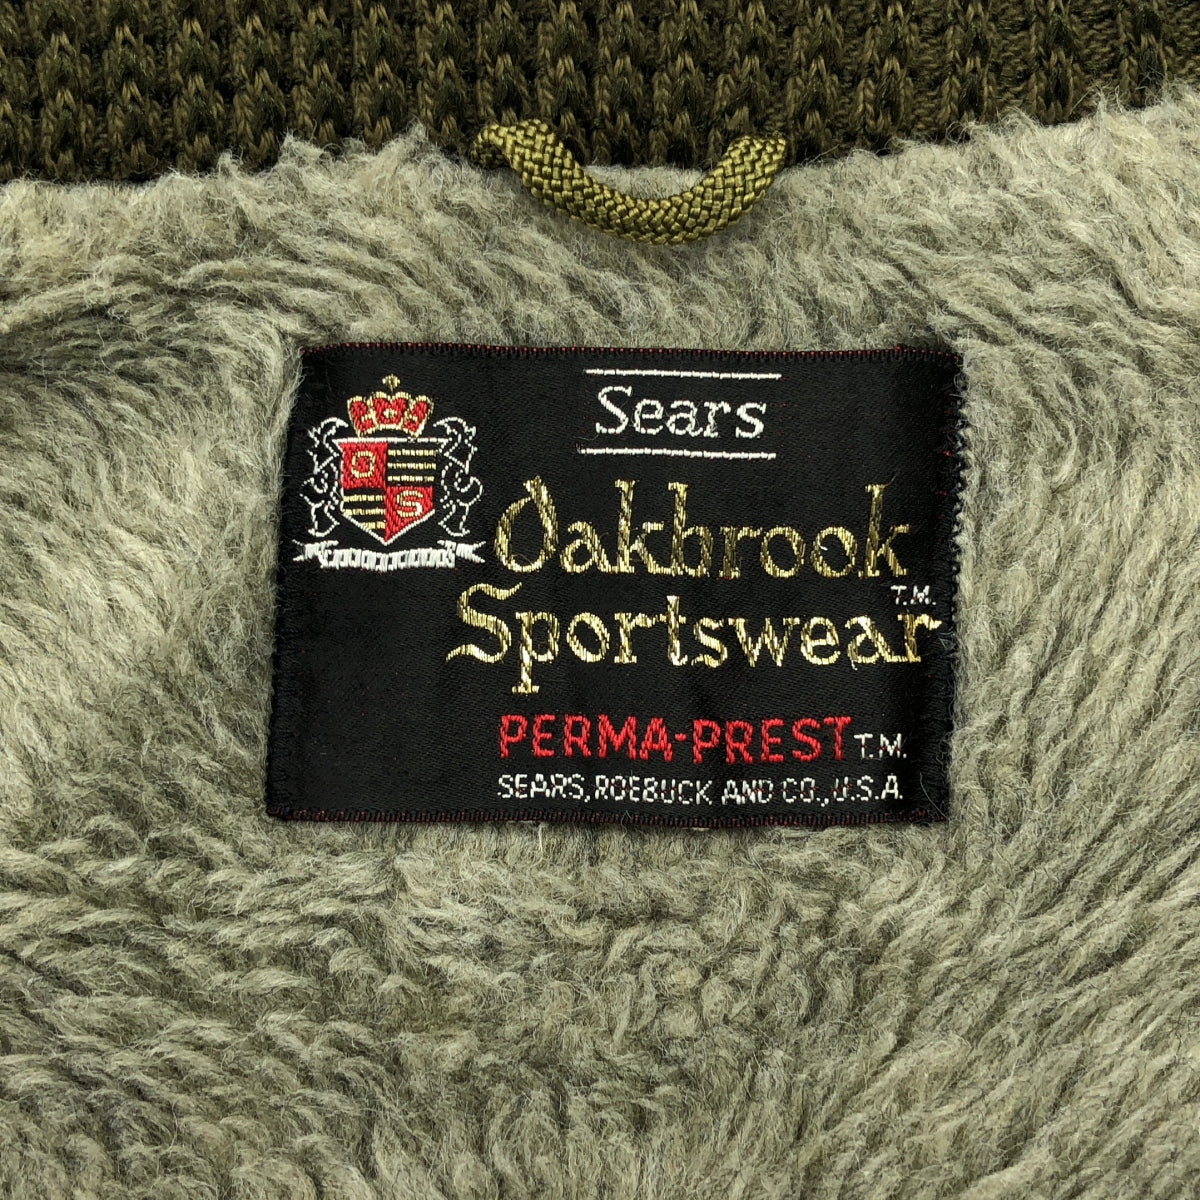 Sears
O
S
Oakbrook
Sportswear T.M.
PERMA-PREST T.M.
SEARS, ROEBUCK AND CO., U.S.A.